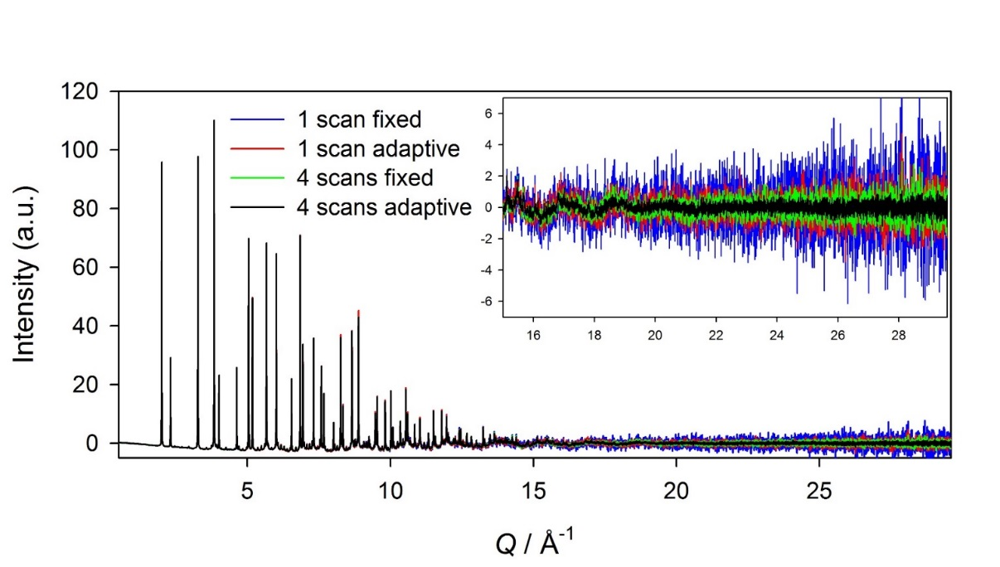 120
100
80
60
40
20
0
Intensity (a.u.)
1 scan fixed
1 scan adaptive
4 scans fixed
4 scans adaptive
6
4
2
0
-2
-4
-6
16 18 20 22 24 26 28
5 10 15 20 25
Q / Å-1